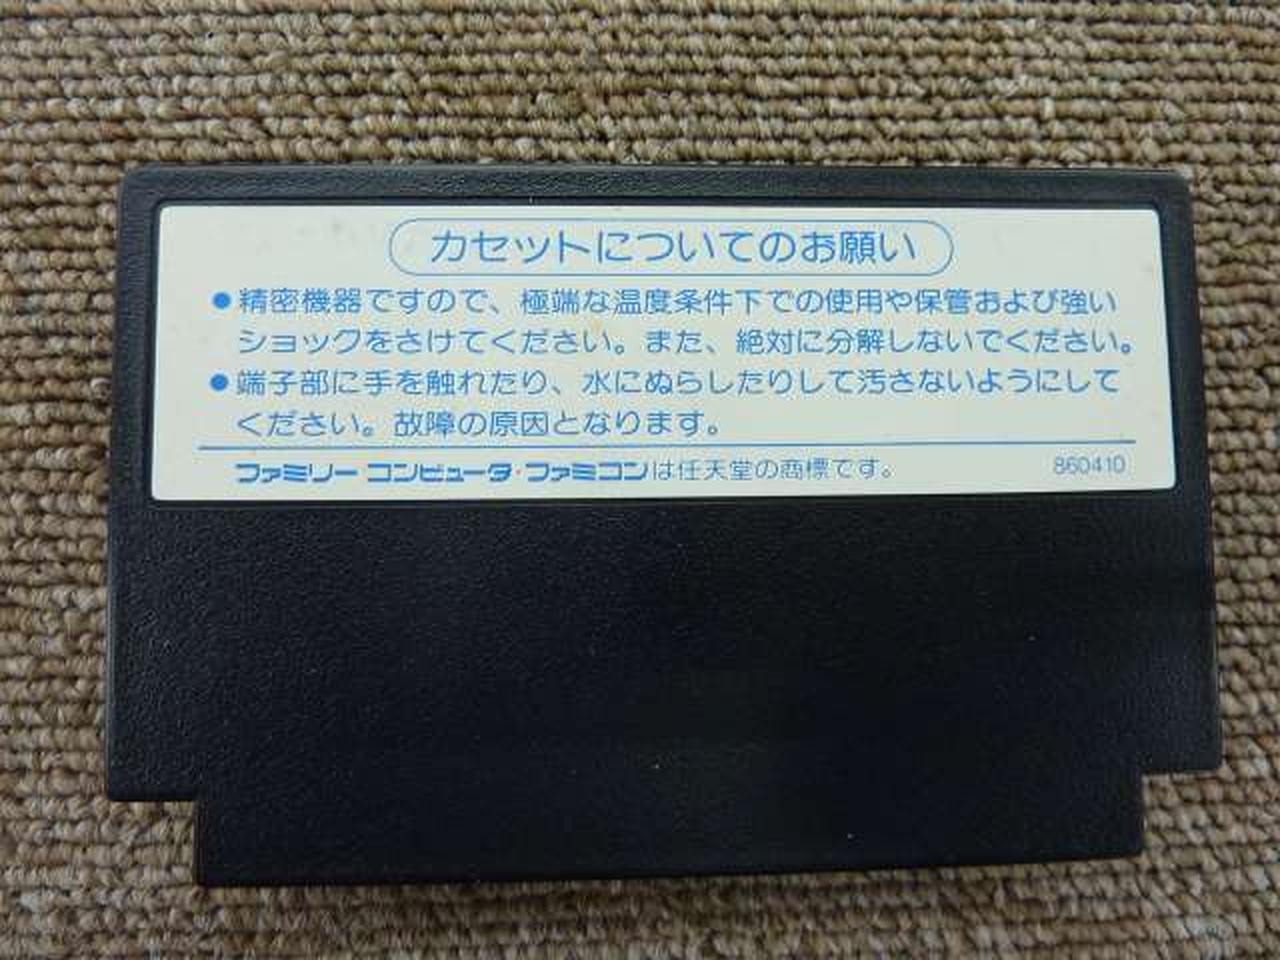 カセットについてのお願い
●精密機器ですので、極端な温度条件下での使用や保管および強い
ショックをさけてください。また、絶対に分解しないでください。
●端子部に手を触れたり、水にぬらしたりして汚さないようにして
ください。故障の原因となります。
ファミリーコンピュータ・ファミコンは任天堂の商標です。 860410